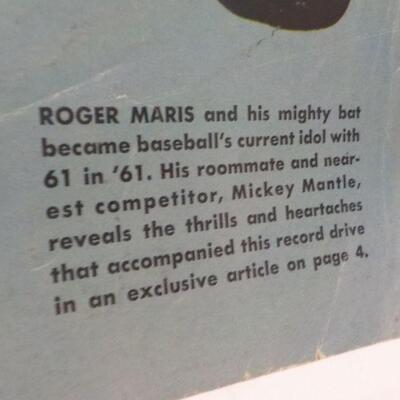 ROGER MARIS and his mighty bat
became baseball's current idol with
61 in '61. His roommate and near-
est competitor, Mickey Mantle,
reveals the thrills and heartaches
that accompanied this record drive
in an exclusive article on page 4.